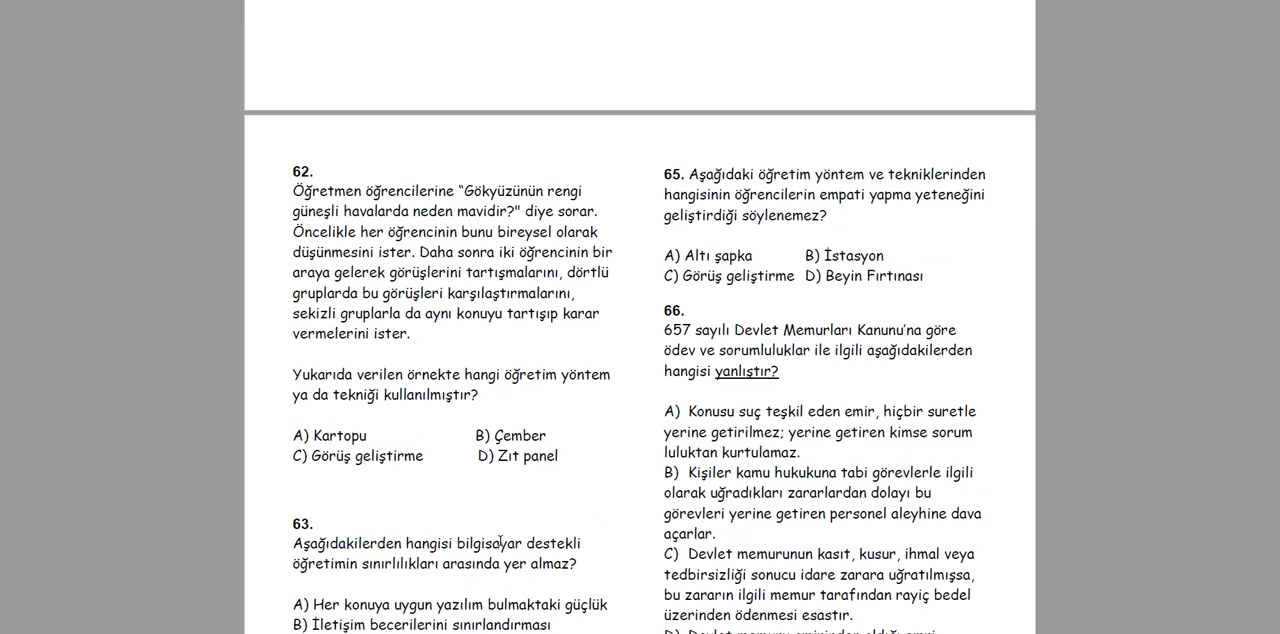 62.
Öğretmen öğrencilerine “Gökyüzünün rengi
güneşli havalarda neden mavidir?" diye sorar.
Öncelikle her öğrencinin bunu bireysel olarak
düşünmesini ister. Daha sonra iki öğrencinin bir
araya gelerek görüşlerini tartışmalarını, dörtlü
gruplarda bu görüşleri karşılaştırmalarını,
sekizli gruplarla da aynı konuyu tartışıp karar
vermelerini ister.
Yukarıda verilen örnekte hangi öğretim yöntem
ya da tekniği kullanılmıştır?
A) Kartopu B) Çember
C) Görüş geliştirme D) Zıt panel
63.
Aşağıdakilerden hangisi bilgisayar destekli
öğretimin sınırlılıkları arasında yer almaz?
A) Her konuya uygun yazılım bulmaktaki güçlük
B) İletişim becerilerini sınırlandırması
65. Aşağıdaki öğretim yöntem ve tekniklerinden
hangisinin öğrencilerin empati yapma yeteneğini
geliştirdiği söylenemez?
A) Altı şapka B) İstasyon
C) Görüş geliştirme D) Beyin Fırtınası
66.
657 sayılı Devlet Memurları Kanunu’na göre
ödev ve sorumluluklar ile ilgili aşağıdakilerden
hangisi yanlıştır?
A) Konusu suç teşkil eden emir, hiçbir suretle
yerine getirilmez; yerine getiren kimse sorum
luluktan kurtulamaz.
B) Kişiler kamu hukukuna tabi görevlerle ilgili
olarak uğradıkları zararlardan dolayı bu
görevleri yerine getiren personel aleyhine dava
açarlar.
C) Devlet memurunun kasıt, kusur, ihmal veya
tedbirsizliği sonucu idare zarara uğratılmışsa,
bu zararın ilgili memur tarafından rayiç bedel
üzerinden ödenmesi esastır.
D) Devlet memuru amirinden aldığı emri